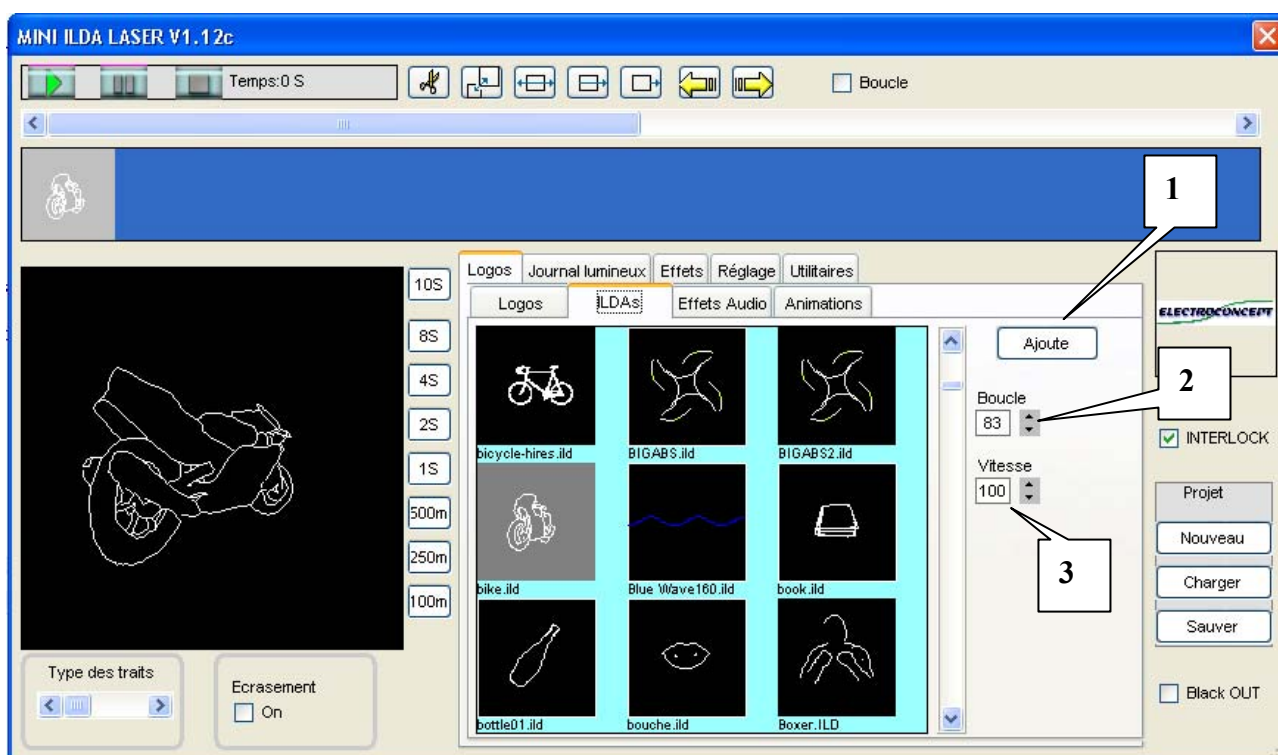 MINI ILDA LASER V1.12c
Temps:0 S
Boucle
1
Logos Journal lumineux Effets Réglage Utilitaires
Logos ILDAs Effets Audio Animations
10S
8S
4S
2S
1S
500m
250m
100m
bicycle-hires.ild BIGABS.ild BIGABS2.ild
bike.ild Blue Wave160.ild book.ild
bottle01.ild bouche.ild Boxer.ILD
Ajoute
Boucle
83
2
Vitesse
100
3
ELECTROCONCEPT
INTERLOCK
Projet
Nouveau
Charger
Sauver
Black OUT
Type des traits
Ecrasement
On